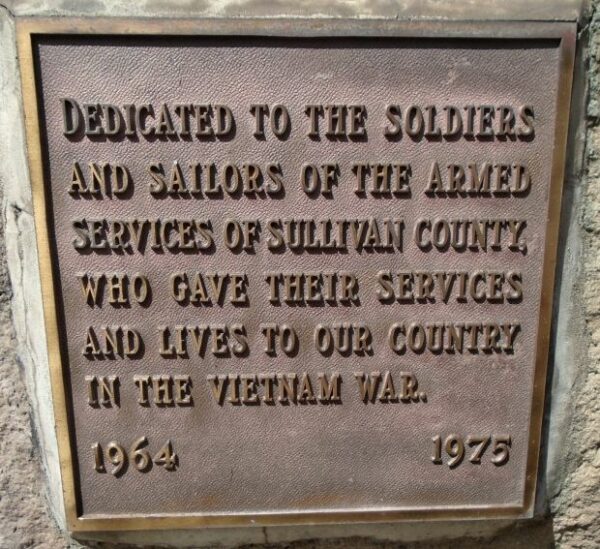 DEDICATED TO THE SOLDIERS
AND SAILORS OF THE ARMED
SERVICES OF SULLIVAN COUNTY,
WHO GAVE THEIR SERVICES
AND LIVES TO OUR COUNTRY
IN THE VIETNAM WAR.
1964 1975